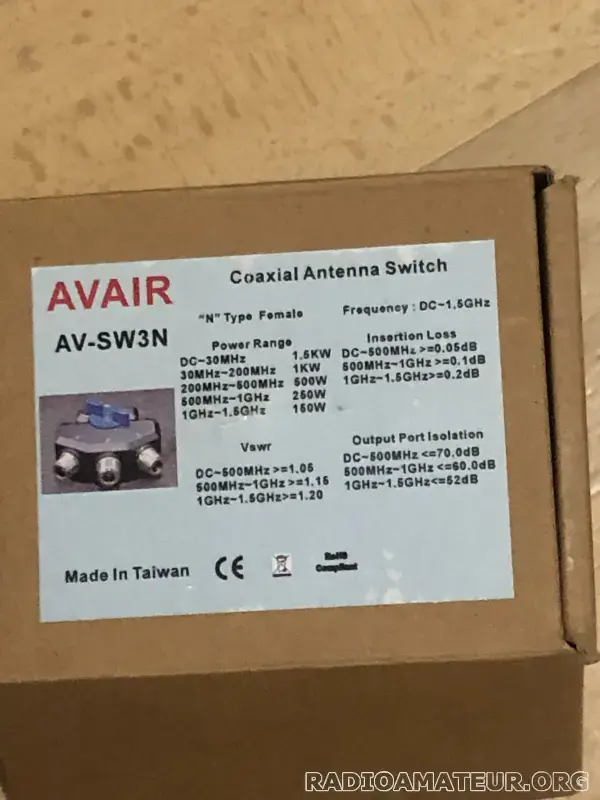 AVAIR
Coaxial Antenna Switch
AV-SW3N
"N" Type Female
Frequency : DC~1.5GHz
Power Range
DC~30MHz 1.5KW
30MHz~200MHz 1KW
200MHz~500MHz 500W
500MHz~1GHz 250W
1GHz~1.5GHz 150W
Insertion Loss
DC~500MHz >=0.05dB
500MHz~1GHz >=0.1dB
1GHz~1.5GHz>=0.2dB
Vswr
DC~500MHz >=1.05
500MHz~1GHz >=1.15
1GHz~1.5GHz>=1.20
Output Port Isolation
DC~500MHz <=70.0dB
500MHz~1GHz <=60.0dB
1GHz~1.5GHz<=52dB
Made In Taiwan
CE
RoHS
Compliant
RADIOAMATEUR.ORG